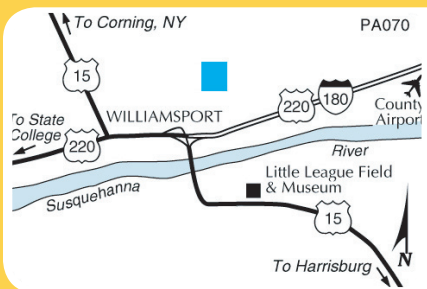 To Corning, NY
PA070
15
WILLIAMSPORT
220
180
County
Airport
To State
College
220
River
Susquehanna
Little League Field
& Museum
15
To Harrisburg
N